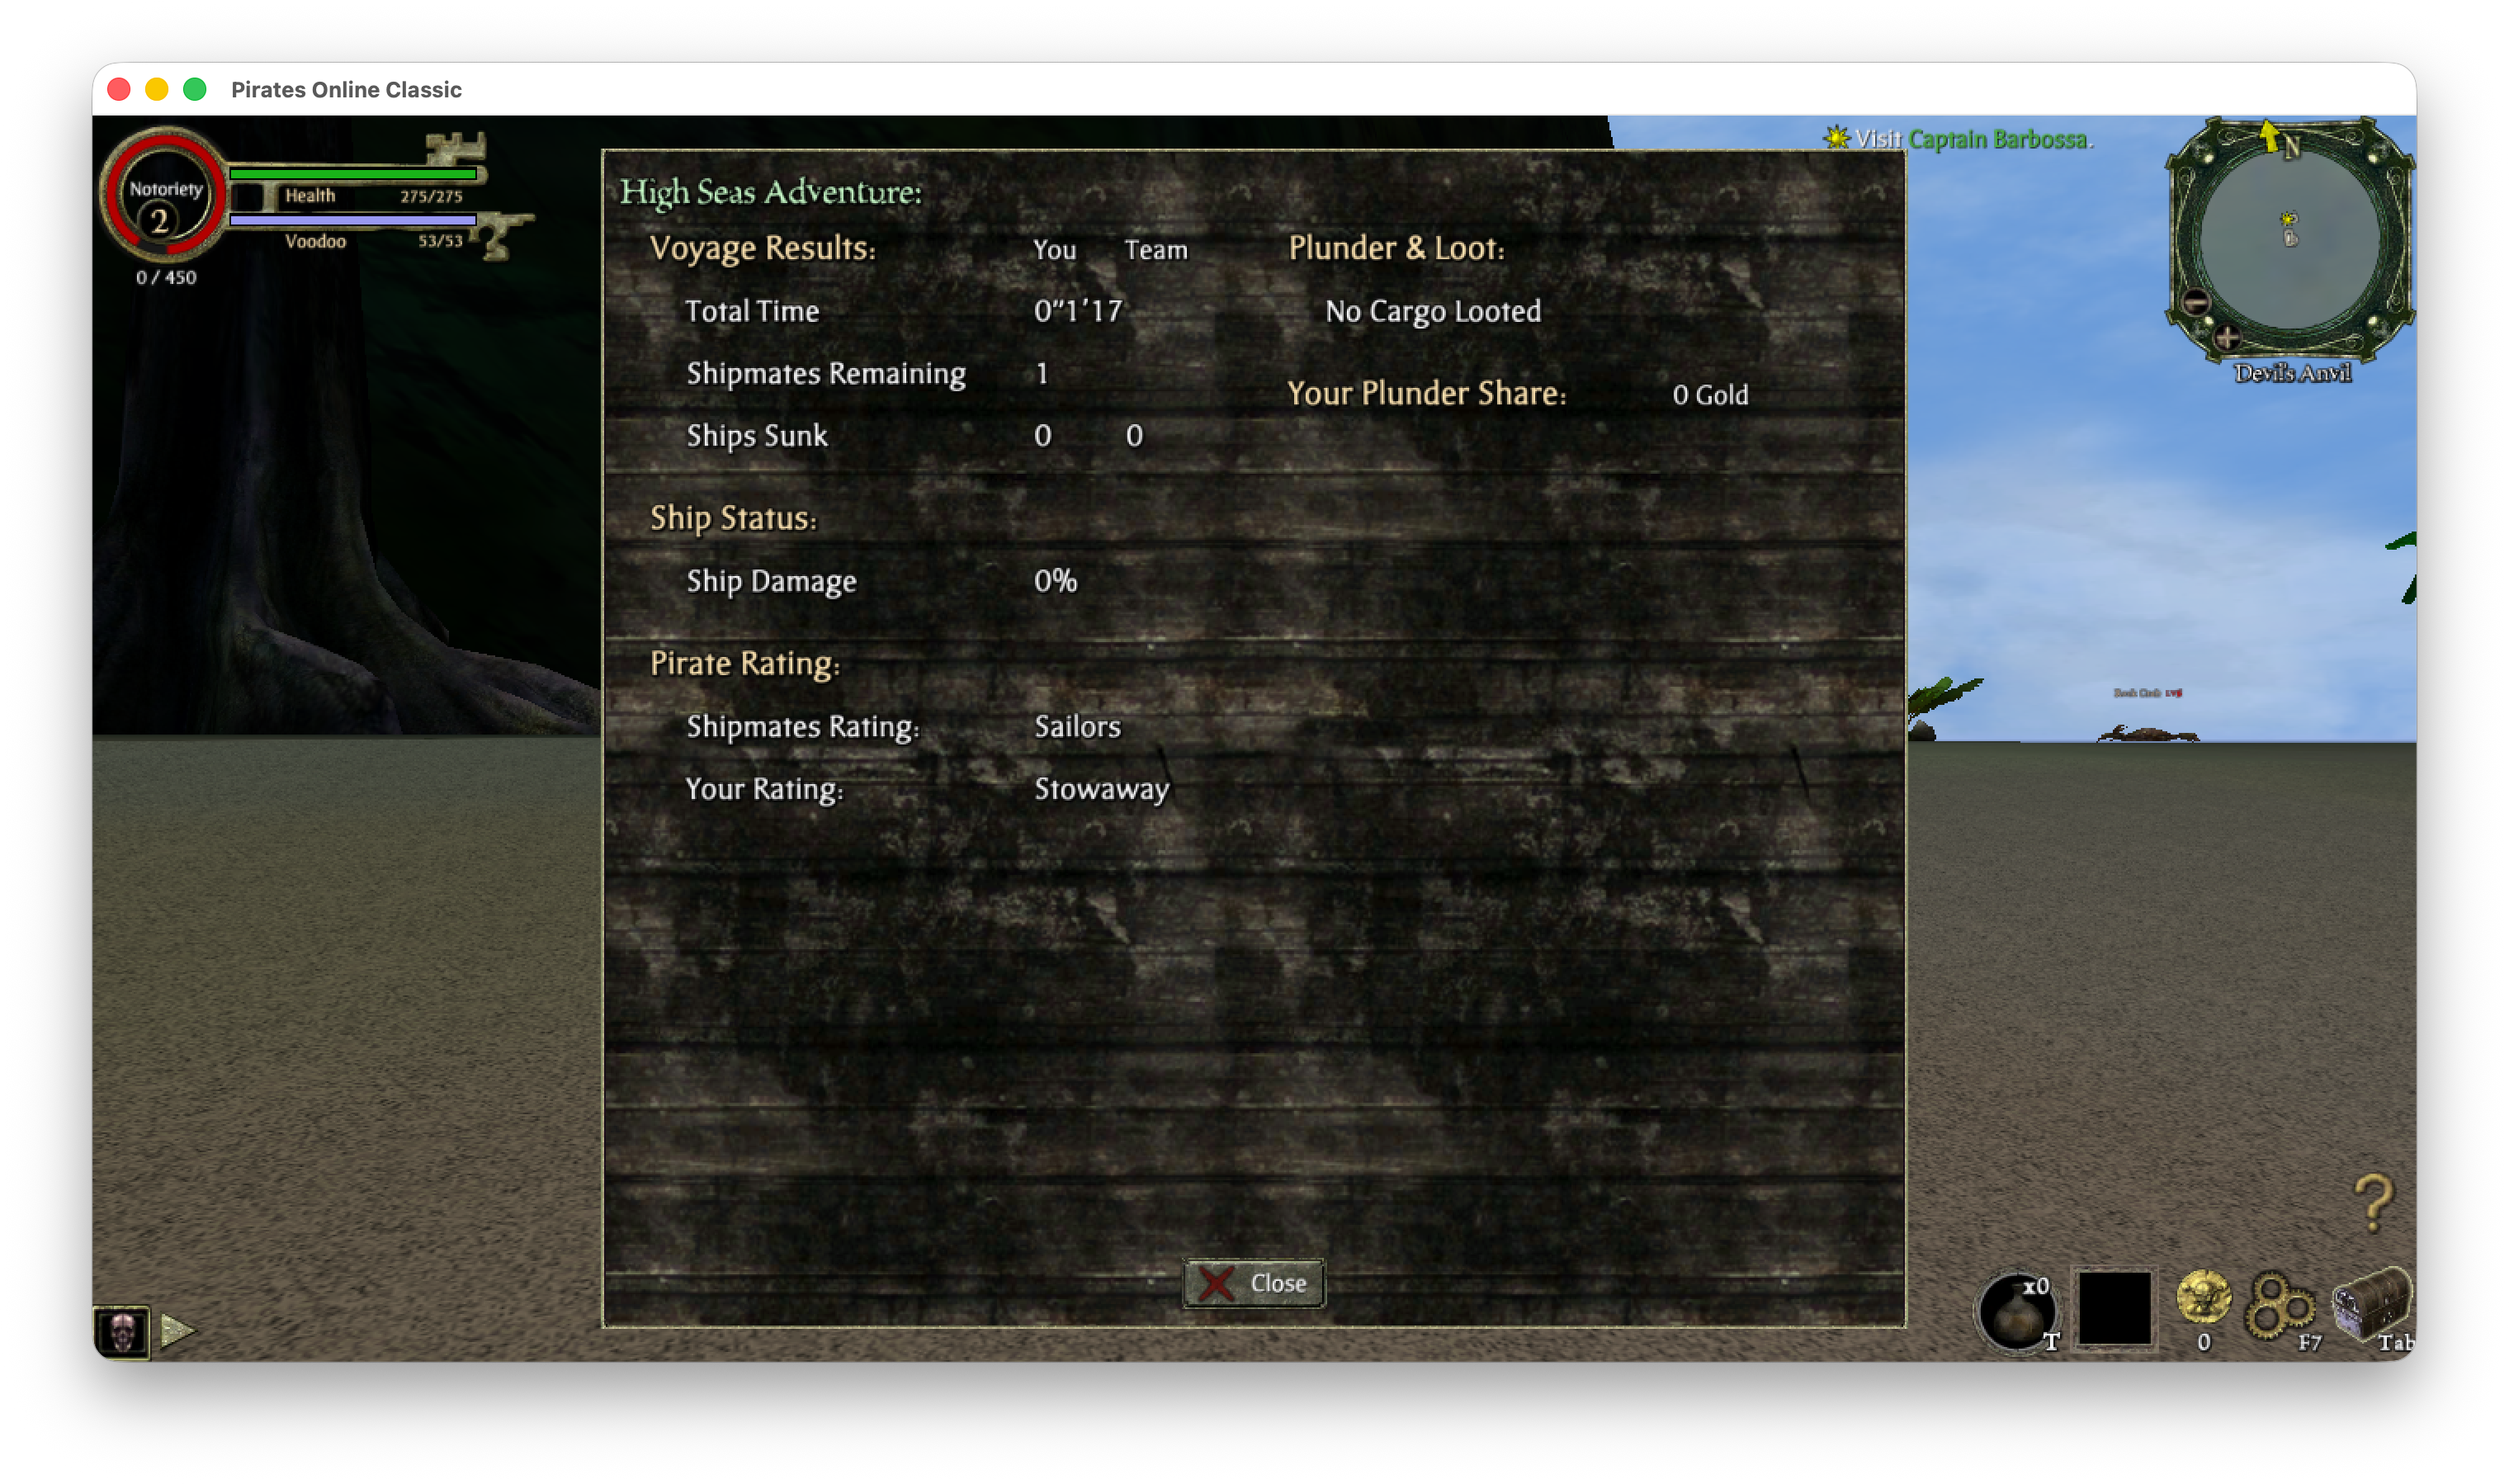 Pirates Online Classic
Notoriety
2
0 / 450
Health 275/275
Voodoo 53/53
Visit Captain Barbossa.
N
Devil's Anvil
High Seas Adventure:
Voyage Results: You Team
Total Time 0"1'17
Shipmates Remaining 1
Ships Sunk 0 0
Ship Status:
Ship Damage 0%
Pirate Rating:
Shipmates Rating: Sailors
Your Rating: Stowaway
Plunder & Loot:
No Cargo Looted
Your Plunder Share: 0 Gold
Close
?
x0
T
0
F7
Tab